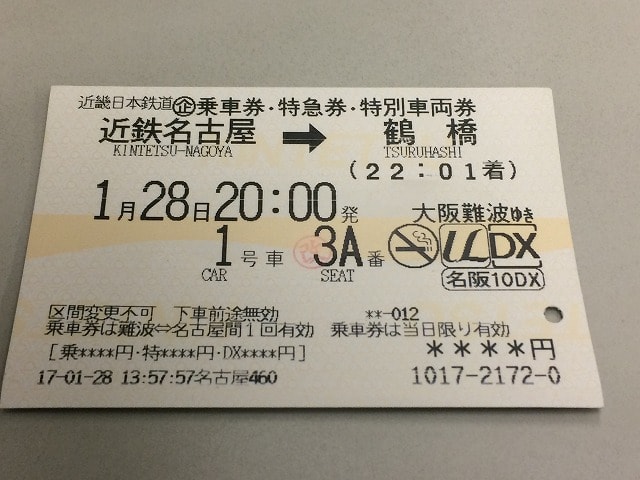 近畿日本鉄道 企 乗車券・特急券・特別車両券
近鉄名古屋 → 鶴橋
KINTETSU-NAGOYA TSURUHASHI
(22:01着)
1月28日20:00発 大阪難波ゆき
1号車 改 3A番 UL DX
CAR SEAT 名阪10DX
区間変更不可 下車前途無効 **-012
乗車券は難波⇔名古屋間1回有効 乗車券は当日限り有効
[乗****円・特****円・DX****円] ****円
17-01-28 13:57:57名古屋460 1017-2172-0